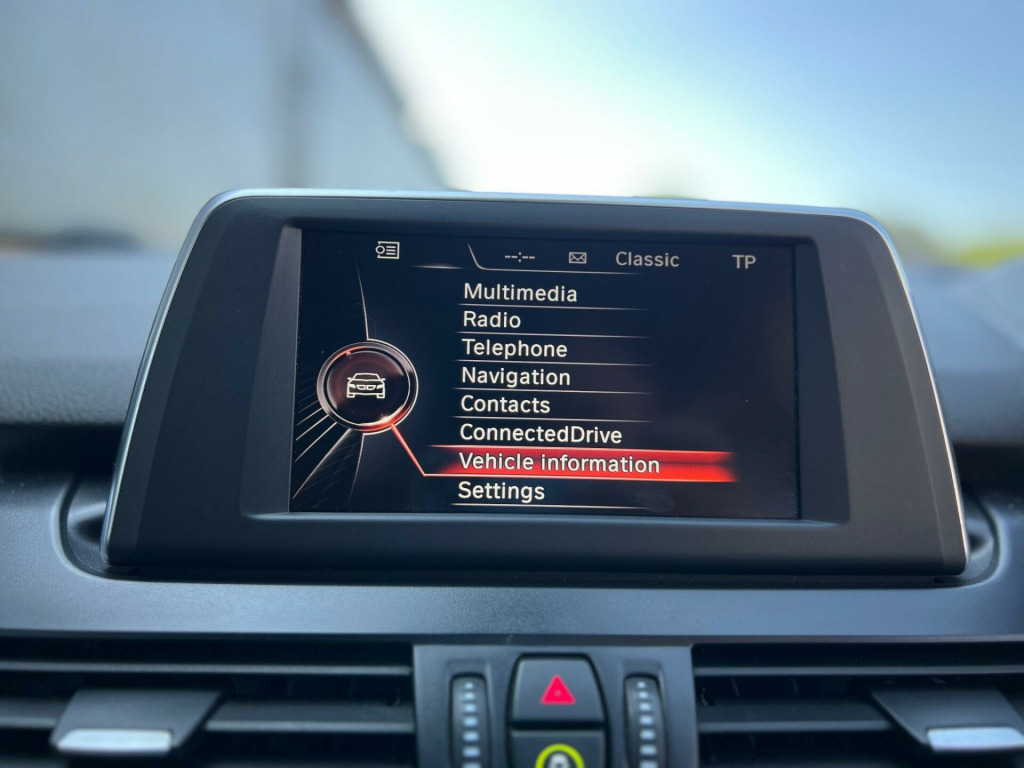 --:-- Classic TP
Multimedia
Radio
Telephone
Navigation
Contacts
ConnectedDrive
Vehicle information
Settings